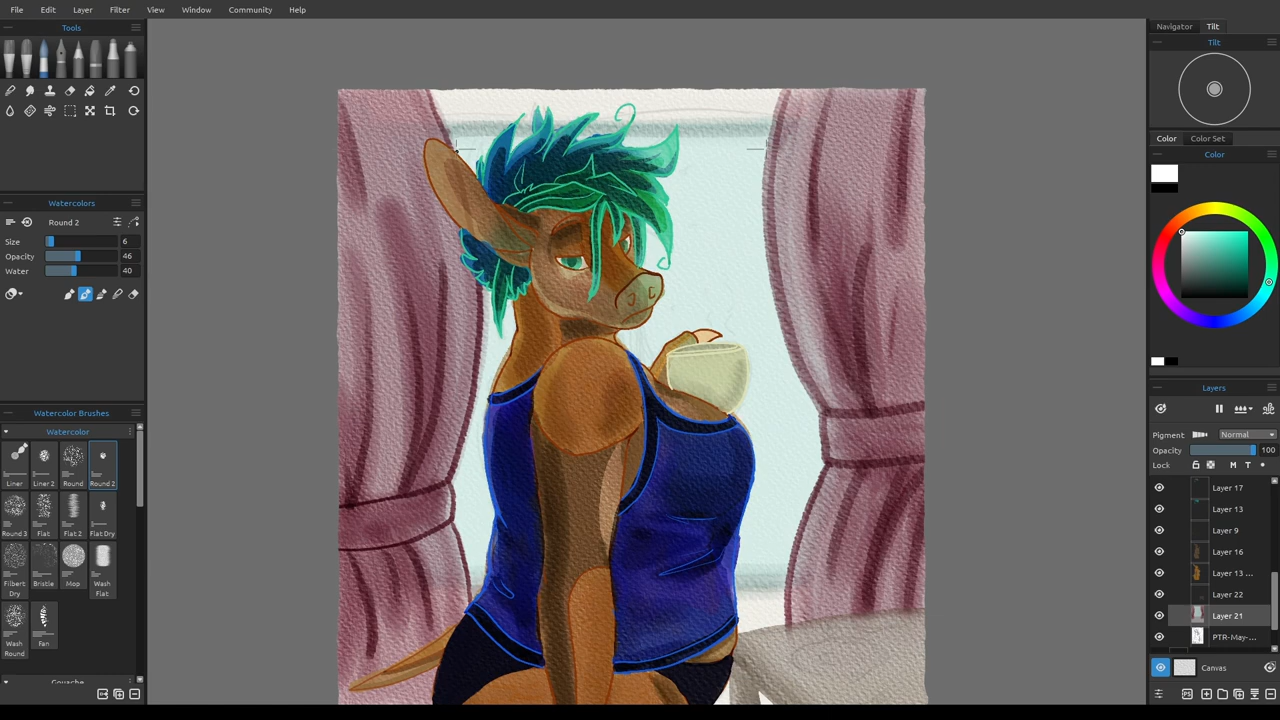 File Edit Layer Filter View Window Community Help
Tools
Watercolors
Round 2
Size 6
Opacity 46
Water 40
Watercolor Brushes
Watercolor
Liner Liner 2 Round Round 2
Round 3 Flat Flat 2 Flat Dry
Filbert Dry Bristle Mop Wash Flat
Wash Round Fan
Gouache
Navigator Tilt
Tilt
Color Color Set
Color
Layers
Pigment Normal
Opacity 100
Lock M T
Layer 17
Layer 13
Layer 9
Layer 16
Layer 13 ...
Layer 22
Layer 21
PTR-May-...
Canvas
PS